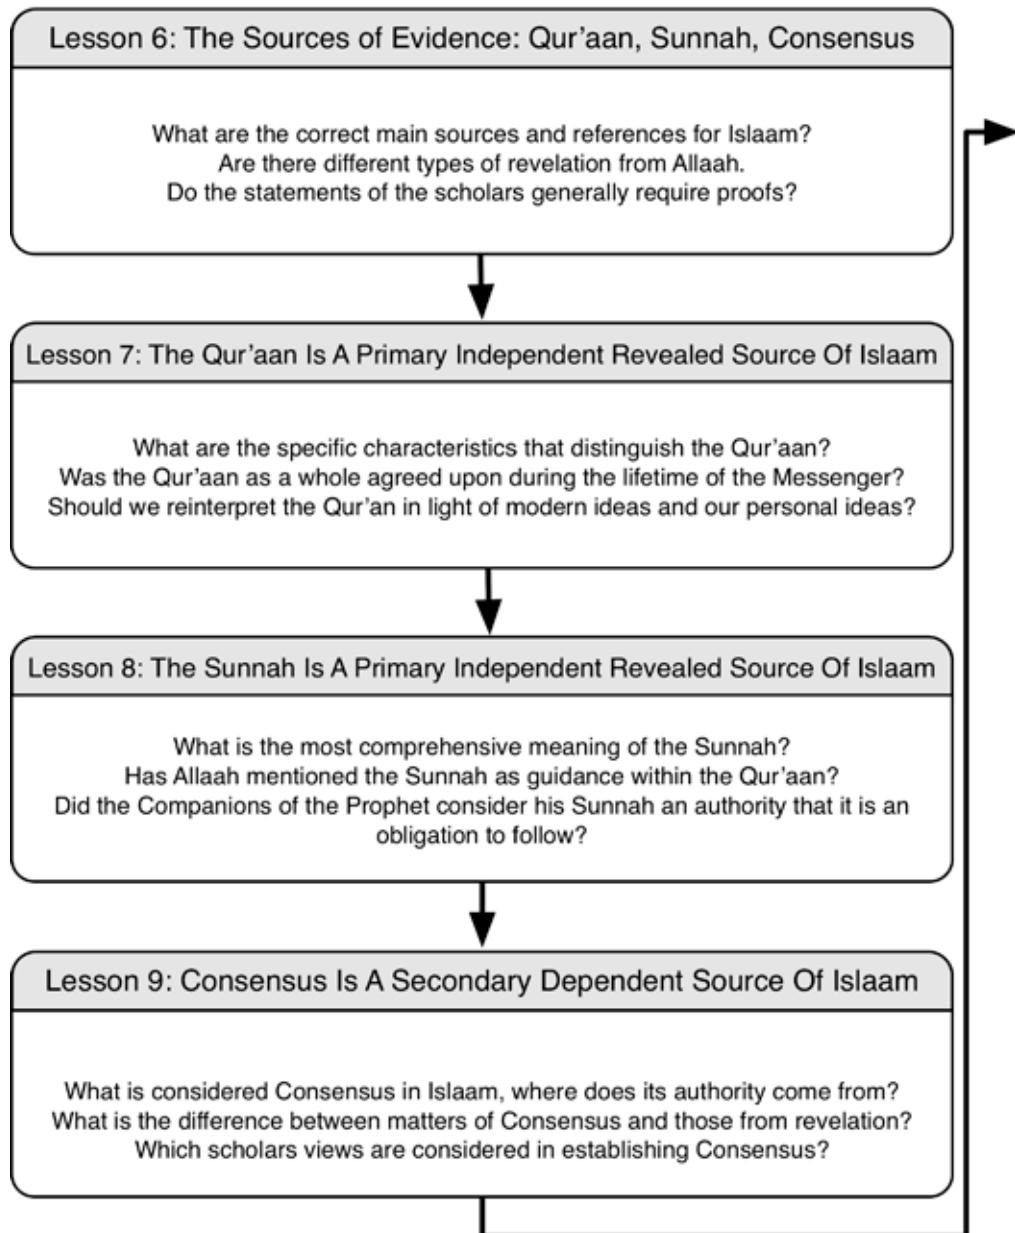 Lesson 6: The Sources of Evidence: Qur'aan, Sunnah, Consensus
What are the correct main sources and references for Islaam?
Are there different types of revelation from Allaah.
Do the statements of the scholars generally require proofs?
Lesson 7: The Qur'aan Is A Primary Independent Revealed Source Of Islaam
What are the specific characteristics that distinguish the Qur'aan?
Was the Qur'aan as a whole agreed upon during the lifetime of the Messenger?
Should we reinterpret the Qur'an in light of modern ideas and our personal ideas?
Lesson 8: The Sunnah Is A Primary Independent Revealed Source Of Islaam
What is the most comprehensive meaning of the Sunnah?
Has Allaah mentioned the Sunnah as guidance within the Qur'aan?
Did the Companions of the Prophet consider his Sunnah an authority that it is an
obligation to follow?
Lesson 9: Consensus Is A Secondary Dependent Source Of Islaam
What is considered Consensus in Islaam, where does its authority come from?
What is the difference between matters of Consensus and those from revelation?
Which scholars views are considered in establishing Consensus?